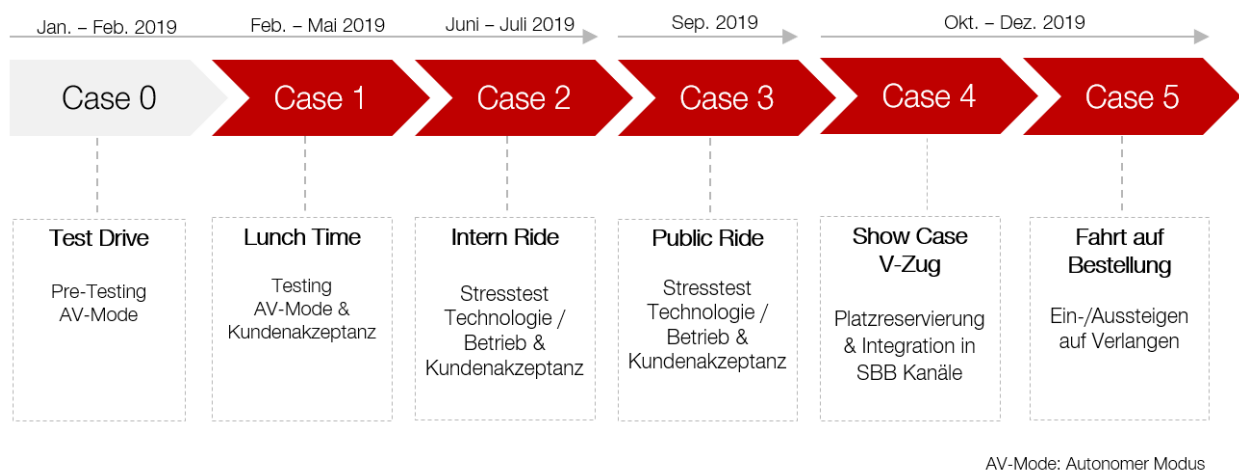 Jan. – Feb. 2019
Feb. – Mai 2019
Juni – Juli 2019
Sep. 2019
Okt. – Dez. 2019
Case 0
Case 1
Case 2
Case 3
Case 4
Case 5
Test Drive
Pre-Testing
AV-Mode
Lunch Time
Testing
AV-Mode &
Kundenakzeptanz
Intern Ride
Stresstest
Technologie /
Betrieb &
Kundenakzeptanz
Public Ride
Stresstest
Technologie /
Betrieb &
Kundenakzeptanz
Show Case
V-Zug
Platzreservierung
& Integration in
SBB Kanäle
Fahrt auf
Bestellung
Ein-/Aussteigen
auf Verlangen
AV-Mode: Autonomer Modus